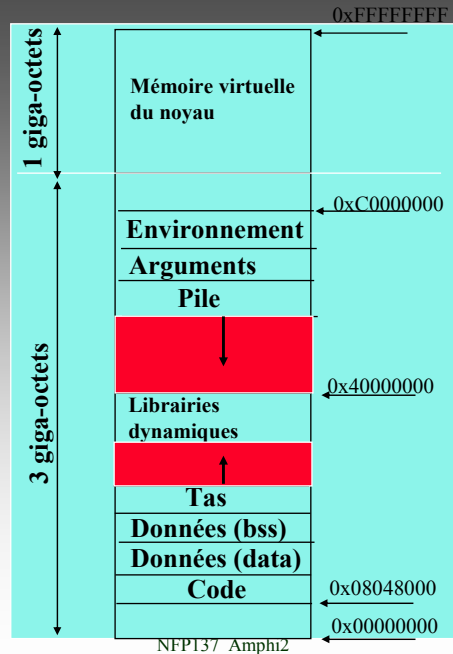 0xFFFFFFFF
1 giga-octets
Mémoire virtuelle
du noyau
0xC0000000
Environnement
Arguments
Pile
0x40000000
Librairies
dynamiques
3 giga-octets
Tas
Données (bss)
Données (data)
Code
0x08048000
0x00000000
NFP137 Amphi2